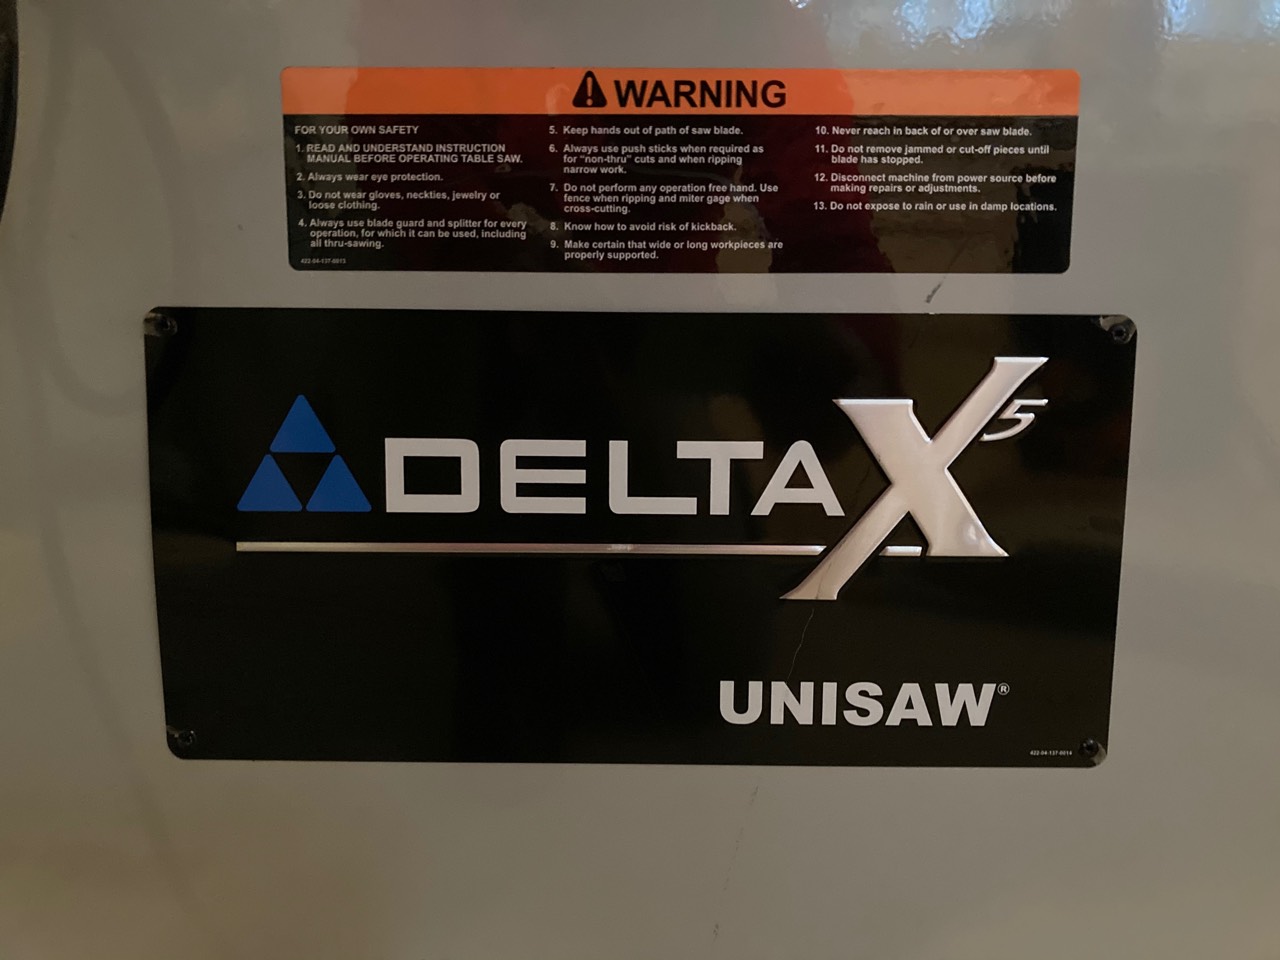 WARNING
FOR YOUR OWN SAFETY
1. READ AND UNDERSTAND INSTRUCTION
MANUAL BEFORE OPERATING TABLE SAW.
2. Always wear eye protection.
3. Do not wear gloves, neckties, jewelry or
loose clothing.
4. Always use blade guard and splitter for every
operation, for which it can be used, including
all thru-sawing.
422-04-137-0013
5. Keep hands out of path of saw blade.
6. Always use push sticks when required as
for "non-thru" cuts and when ripping
narrow work.
7. Do not perform any operation free hand. Use
fence when ripping and miter gage when
cross-cutting.
8. Know how to avoid risk of kickback.
9. Make certain that wide or long workpieces are
properly supported.
10. Never reach in back of or over saw blade.
11. Do not remove jammed or cut-off pieces until
blade has stopped.
12. Disconnect machine from power source before
making repairs or adjustments.
13. Do not expose to rain or use in damp locations.
DELTA X5
UNISAW®
422-04-137-0014